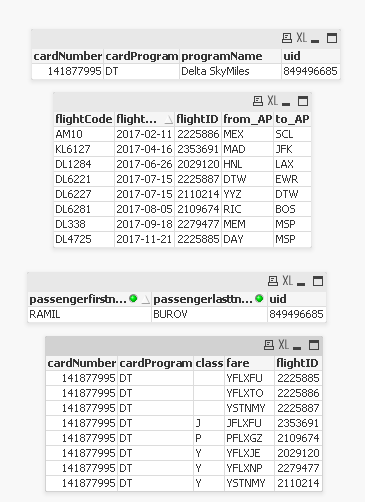 XL
cardNumber cardProgram programName uid
141877995 DT Delta SkyMiles 849496685
XL
flightCode flight... flightID from_AP to_AP
AM10 2017-02-11 2225886 MEX SCL
KL6127 2017-04-16 2353691 MAD JFK
DL1284 2017-06-26 2029120 HNL LAX
DL6221 2017-07-15 2225887 DTW EWR
DL6227 2017-07-15 2110214 YYZ DTW
DL6281 2017-08-05 2109674 RIC BOS
DL338 2017-09-18 2279477 MEM MSP
DL4725 2017-11-21 2225885 DAY MSP
XL
passengerfirstn... passengerlasttn... uid
RAMIL BUROV 849496685
XL
cardNumber cardProgram class fare flightID
141877995 DT YFLXFU 2225885
141877995 DT YFLXTO 2225886
141877995 DT YSTNMY 2225887
141877995 DT J JFLXFU 2353691
141877995 DT P PFLXGZ 2109674
141877995 DT Y YFLXJE 2029120
141877995 DT Y YFLXNP 2279477
141877995 DT Y YSTNMY 2110214